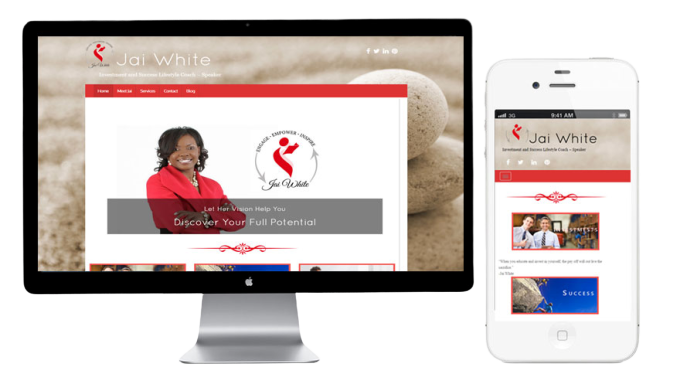 Jai White
Investment and Success Lifestyle Coach ~ Speaker
Home Meet Jai Services Contact Blog
ENGAGE • EMPOWER • INSPIRE
Jai White
Let Her Vision Help You
Discover Your Full Potential
3G 9:41 AM
Jai White
Investment and Success Lifestyle Coach ~ Speaker
Success